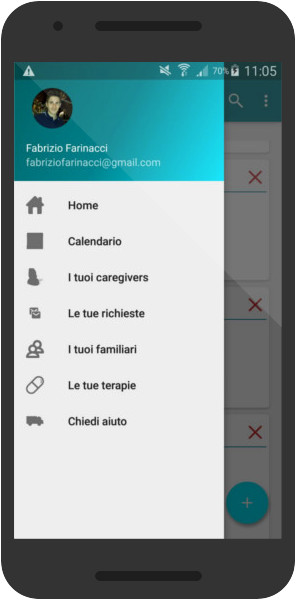 70% 11:05
Fabrizio Farinacci
fabriziofarinacci@gmail.com
Home
Calendario
I tuoi caregivers
Le tue richieste
I tuoi familiari
Le tue terapie
Chiedi aiuto